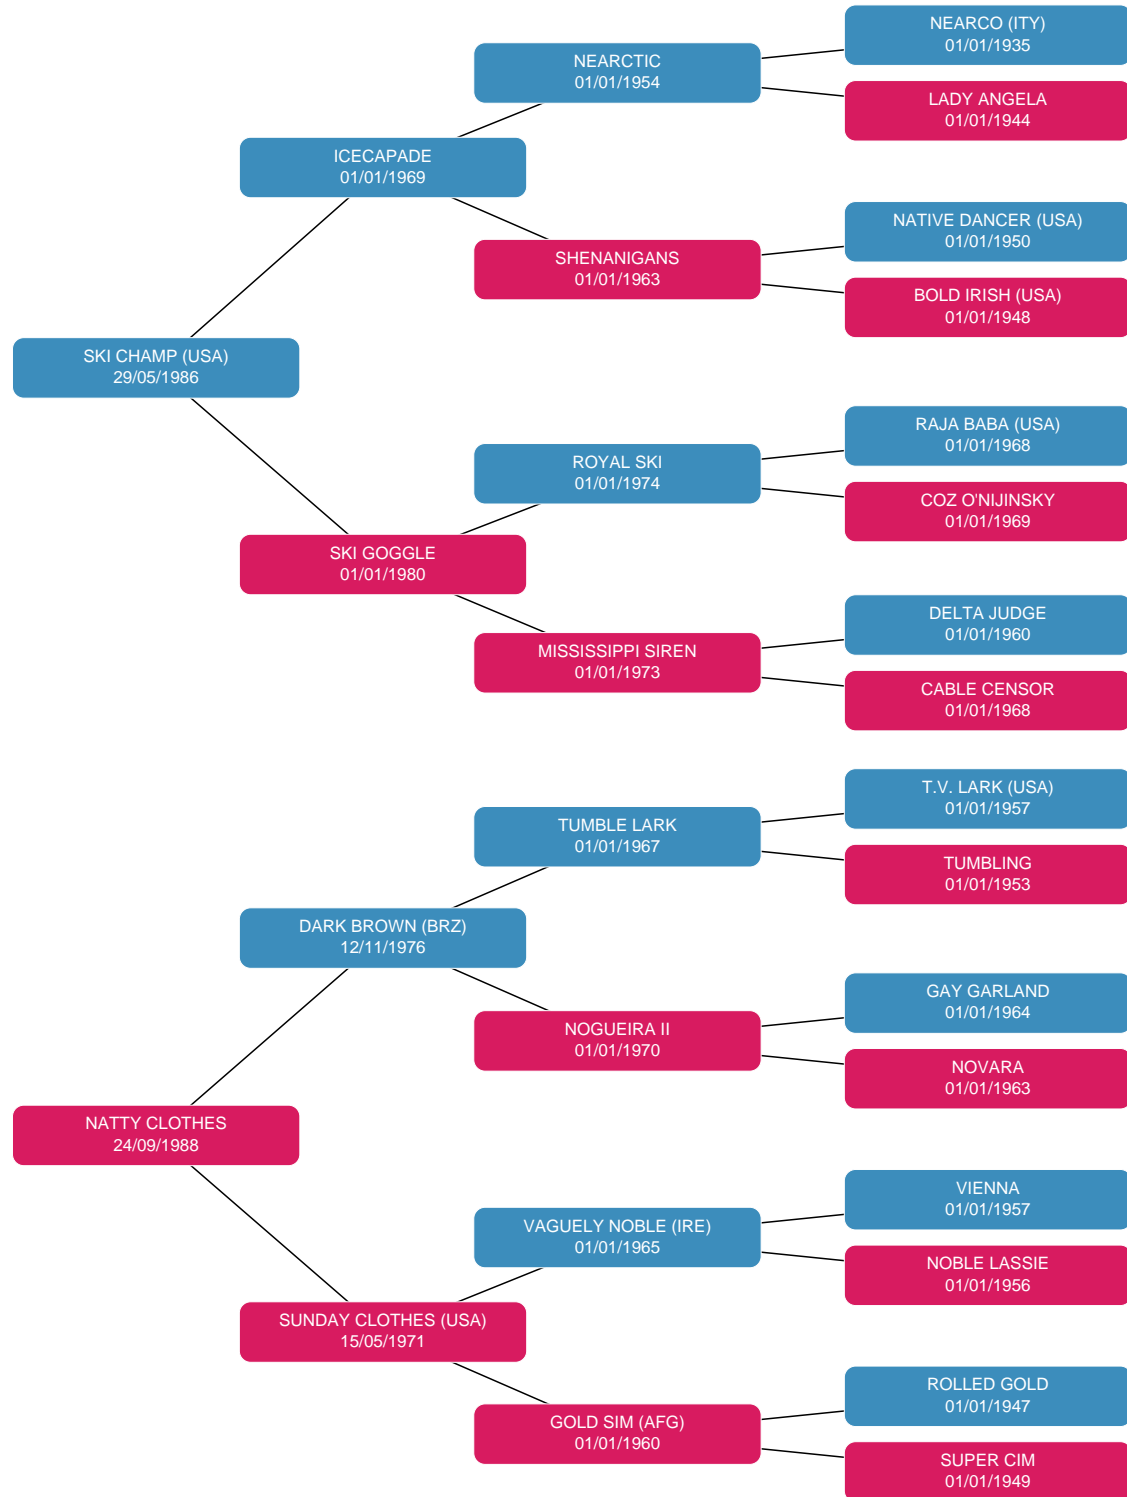 NEARCO (ITY)
01/01/1935
NEARCTIC
01/01/1954
LADY ANGELA
01/01/1944
ICECAPADE
01/01/1969
NATIVE DANCER (USA)
01/01/1950
SHENANIGANS
01/01/1963
BOLD IRISH (USA)
01/01/1948
SKI CHAMP (USA)
29/05/1986
RAJA BABA (USA)
01/01/1968
ROYAL SKI
01/01/1974
COZ O'NIJINSKY
01/01/1969
SKI GOGGLE
01/01/1980
DELTA JUDGE
01/01/1960
MISSISSIPPI SIREN
01/01/1973
CABLE CENSOR
01/01/1968
T.V. LARK (USA)
01/01/1957
TUMBLE LARK
01/01/1967
TUMBLING
01/01/1953
DARK BROWN (BRZ)
12/11/1976
GAY GARLAND
01/01/1964
NOGUEIRA II
01/01/1970
NOVARA
01/01/1963
NATTY CLOTHES
24/09/1988
VIENNA
01/01/1957
VAGUELY NOBLE (IRE)
01/01/1965
NOBLE LASSIE
01/01/1956
SUNDAY CLOTHES (USA)
15/05/1971
ROLLED GOLD
01/01/1947
GOLD SIM (AFG)
01/01/1960
SUPER CIM
01/01/1949